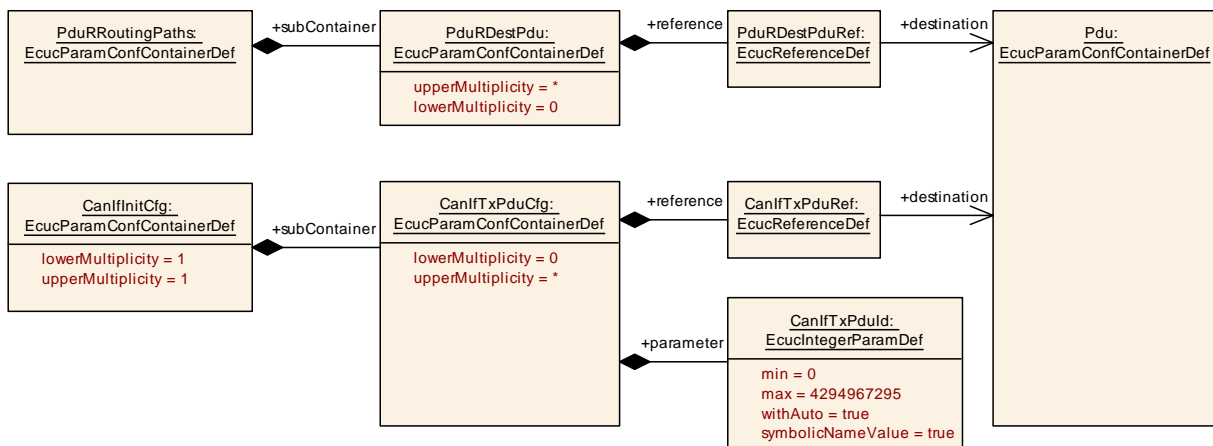 PduRRoutingPaths:
EcucParamConfContainerDef
+subContainer
PduRDestPdu:
EcucParamConfContainerDef
upperMultiplicity = *
lowerMultiplicity = 0
+reference
PduRDestPduRef:
EcucReferenceDef
+destination
Pdu:
EcucParamConfContainerDef
CanIfInitCfg:
EcucParamConfContainerDef
lowerMultiplicity = 1
upperMultiplicity = 1
+subContainer
CanIfTxPduCfg:
EcucParamConfContainerDef
lowerMultiplicity = 0
upperMultiplicity = *
+reference
CanIfTxPduRef:
EcucReferenceDef
+destination
+parameter
CanIfTxPduId:
EcucIntegerParamDef
min = 0
max = 4294967295
withAuto = true
symbolicNameValue = true